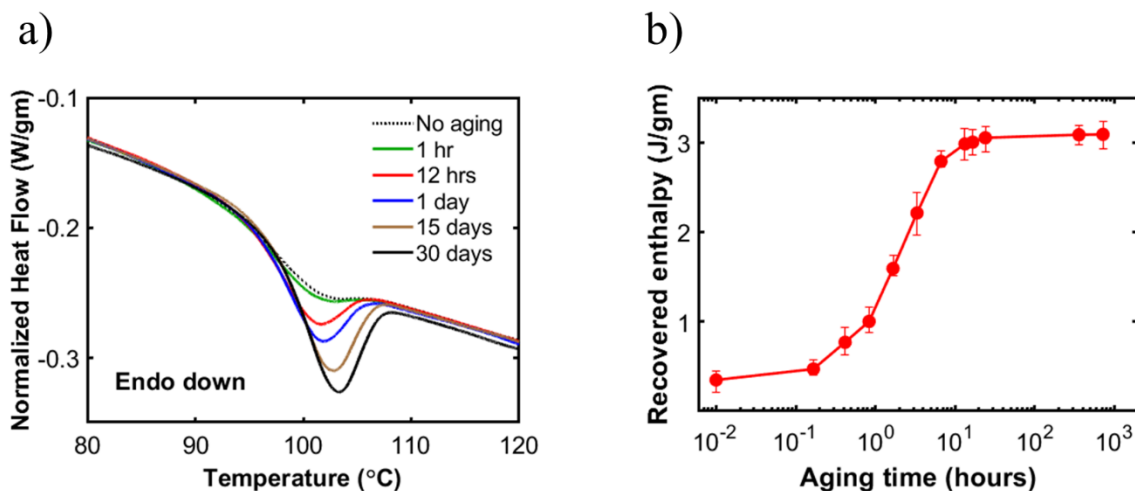 a)
b)
Normalized Heat Flow (W/gm)
-0.1
-0.2
-0.3
No aging
1 hr
12 hrs
1 day
15 days
30 days
Endo down
80
90
100
110
120
Temperature (°C)
Recovered enthalpy (J/gm)
3
2
1
10⁻²
10⁻¹
10⁰
10¹
10²
10³
Aging time (hours)